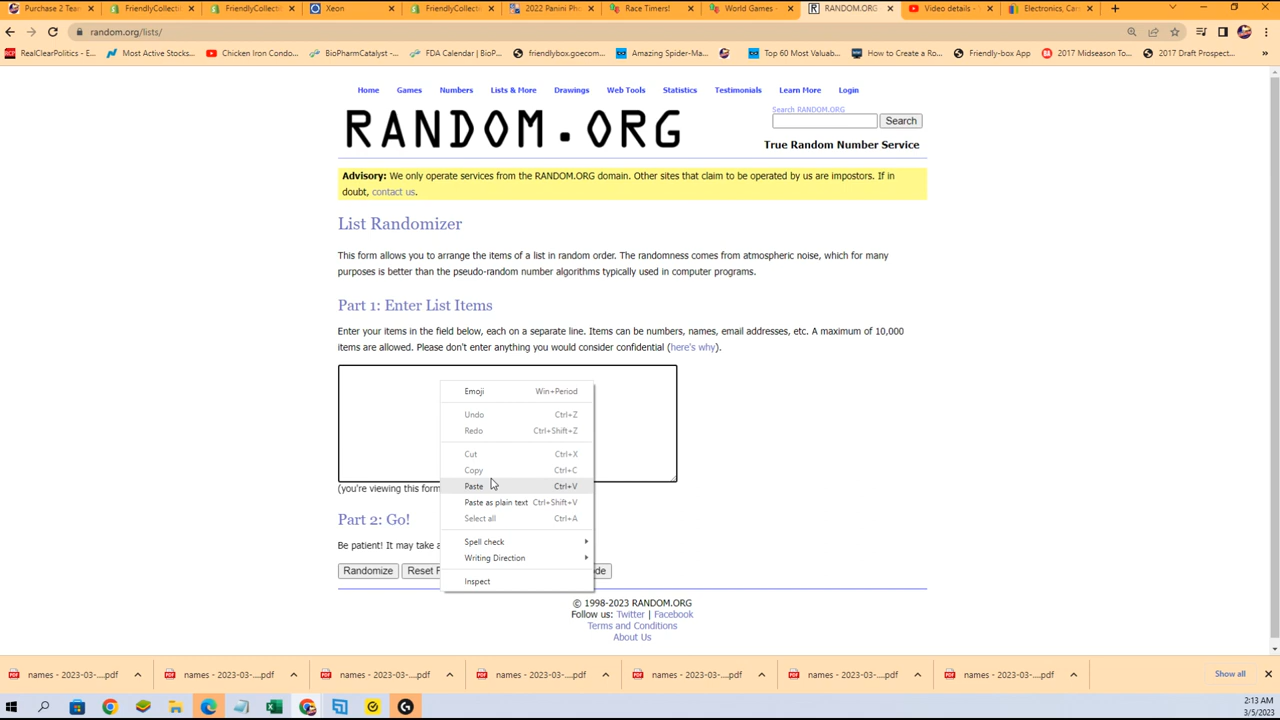 Purchase 2 Tea
FriendlyCollecti
FriendlyCollecti
Xeon
FriendlyCollecti
2022 Panini Pho
Race Timers!
World Games -
RANDOM.ORG
Video details -
Electronics, Car
random.org/lists/
RealClearPolitics - E...
Most Active Stocks...
Chicken Iron Condo...
BioPharmCatalyst -...
FDA Calendar | BioP...
friendlybox.goecom...
Amazing Spider-Ma...
Top 60 Most Valuab...
How to Create a Ro...
Friendly-box App
2017 Midseason To...
2017 Draft Prospect...
»
Home Games Numbers Lists & More Drawings Web Tools Statistics Testimonials Learn More Login
RANDOM.ORG
Search RANDOM.ORG
Search
True Random Number Service
Advisory: We only operate services from the RANDOM.ORG domain. Other sites that claim to be operated by us are impostors. If in
doubt, contact us.
List Randomizer
This form allows you to arrange the items of a list in random order. The randomness comes from atmospheric noise, which for many
purposes is better than the pseudo-random number algorithms typically used in computer programs.
Part 1: Enter List Items
Enter your items in the field below, each on a separate line. Items can be numbers, names, email addresses, etc. A maximum of 10,000
items are allowed. Please don't enter anything you would consider confidential (here's why).
Emoji Win+Period
Undo Ctrl+Z
Redo Ctrl+Shift+Z
Cut Ctrl+X
Copy Ctrl+C
Paste Ctrl+V
Paste as plain text Ctrl+Shift+V
Select all Ctrl+A
Spell check
Writing Direction
Inspect
(you're viewing this form
Part 2: Go!
Be patient! It may take a
Randomize
Reset F
de
© 1998-2023 RANDOM.ORG
Follow us: Twitter | Facebook
Terms and Conditions
About Us
names - 2023-03-....pdf
names - 2023-03-....pdf
names - 2023-03-....pdf
names - 2023-03-....pdf
names - 2023-03-....pdf
names - 2023-03-....pdf
names - 2023-03-....pdf
Show all
2:13 AM
3/5/2023